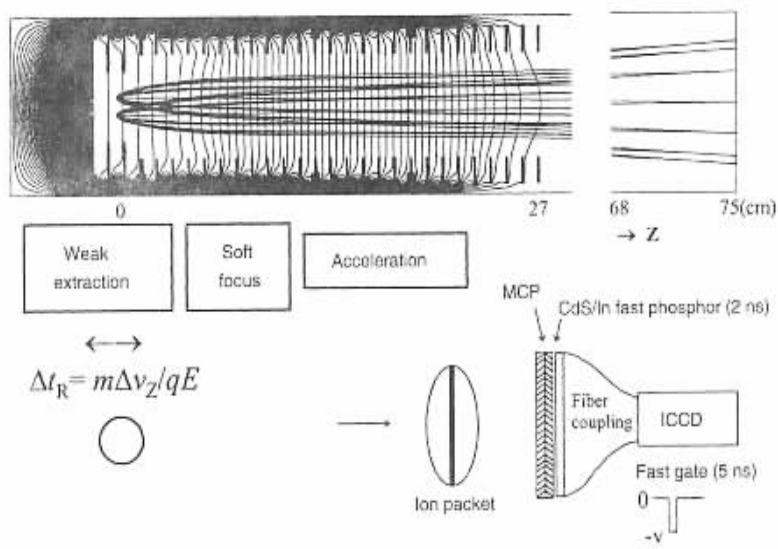 0 27 68 75(cm)
→ z
Weak
extraction
Soft
focus
Acceleration
MCP
CdS/In fast phosphor (2 ns)
Δt_R = mΔv_Z/qE
Fiber
coupling
ICCD
Ion packet
Fast gate (5 ns)
0
-v